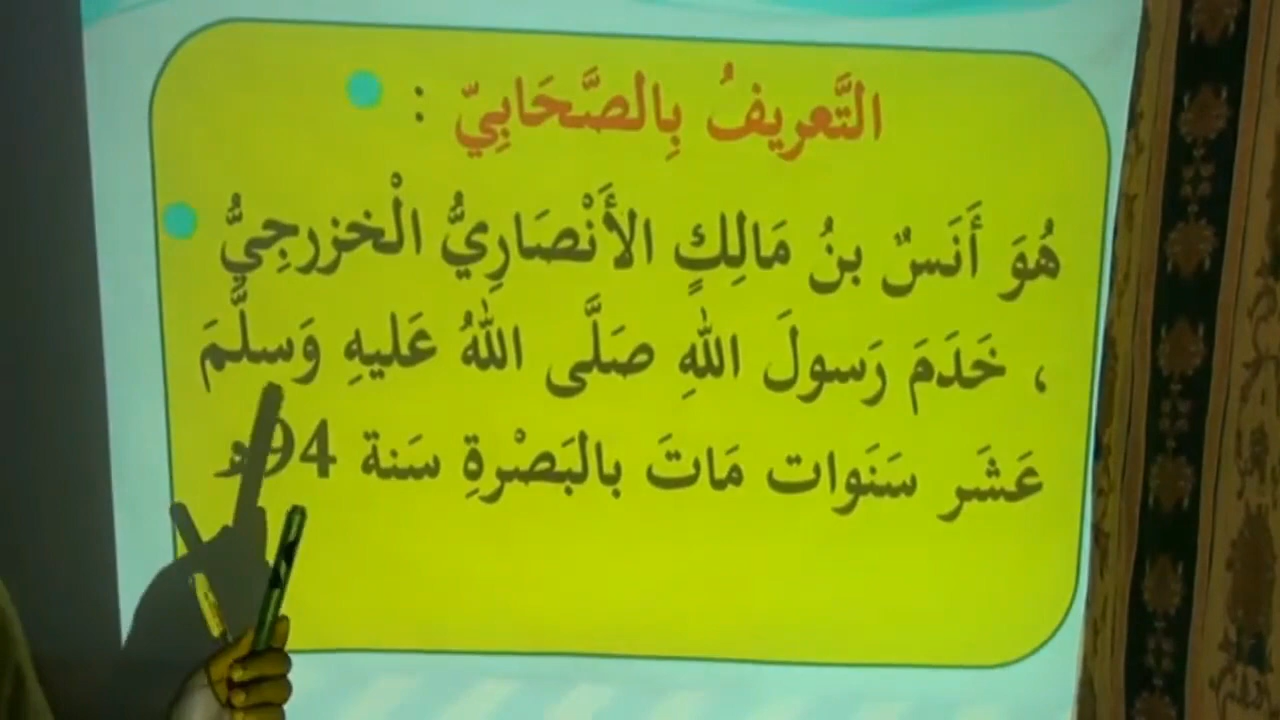 التَّعريفُ بِالصَّحَابِيّ :
هُوَ أَنَسٌ بنُ مَالِكٍ الأَنْصَارِيُّ الْخزرجِيُّ
، خَدَمَ رَسولَ اللهِ صَلَّى اللهُ عَليهِ وَسلَّمَ
عَشَر سَنَوات مَاتَ بالبَصْرةِ سَنة 94ه